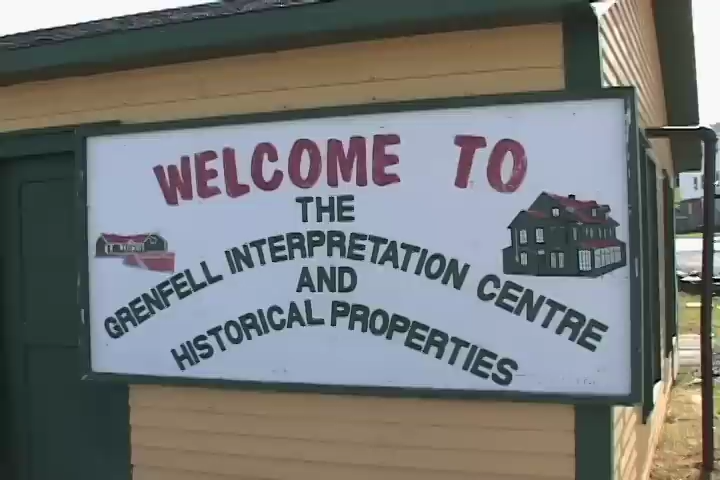 WELCOME TO
THE
GRENFELL INTERPRETATION CENTRE
AND
HISTORICAL PROPERTIES